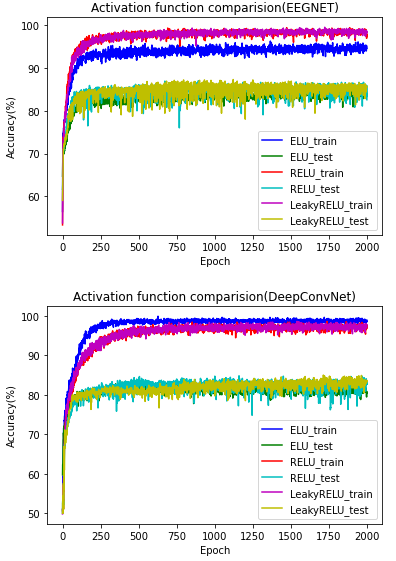 Activation function comparision(EEGNET)
100
90
80
70
60
Accuracy(%)
ELU_train
ELU_test
RELU_train
RELU_test
LeakyRELU_train
LeakyRELU_test
0 250 500 750 1000 1250 1500 1750 2000
Epoch
Activation function comparision(DeepConvNet)
100
90
80
70
60
50
Accuracy(%)
ELU_train
ELU_test
RELU_train
RELU_test
LeakyRELU_train
LeakyRELU_test
0 250 500 750 1000 1250 1500 1750 2000
Epoch